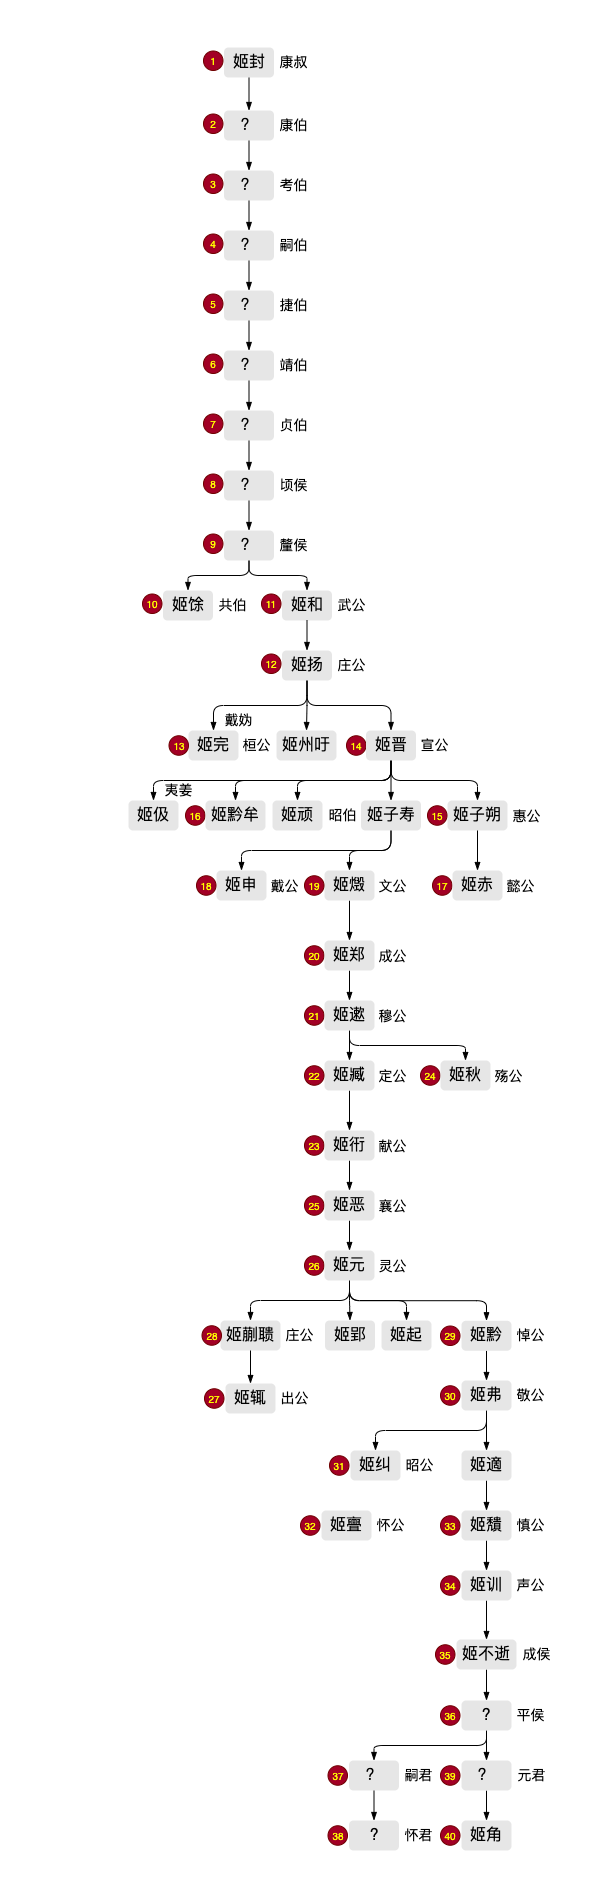 1 姬封 康叔
2 ? 康伯
3 ? 考伯
4 ? 嗣伯
5 ? 捷伯
6 ? 靖伯
7 ? 贞伯
8 ? 顷侯
9 ? 釐侯
10 姬馀 共伯 11 姬和 武公
12 姬扬 庄公
戴妫
13 姬完 桓公 姬州吁 14 姬晋 宣公
夷姜
姬伋 16 姬黔牟 姬顽 昭伯 姬子寿 15 姬子朔 惠公
18 姬申 戴公 19 姬燬 文公 17 姬赤 懿公
20 姬郑 成公
21 姬遬 穆公
22 姬臧 定公 24 姬秋 殇公
23 姬衎 献公
25 姬恶 襄公
26 姬元 灵公
28 姬蒯聩 庄公 姬郢 姬起 29 姬黔 悼公
27 姬辄 出公 30 姬弗 敬公
31 姬纠 昭公 姬適
32 姬亹 怀公 33 姬穨 慎公
34 姬训 声公
35 姬不逝 成侯
36 ? 平侯
37 ? 嗣君 39 ? 元君
38 ? 怀君 40 姬角